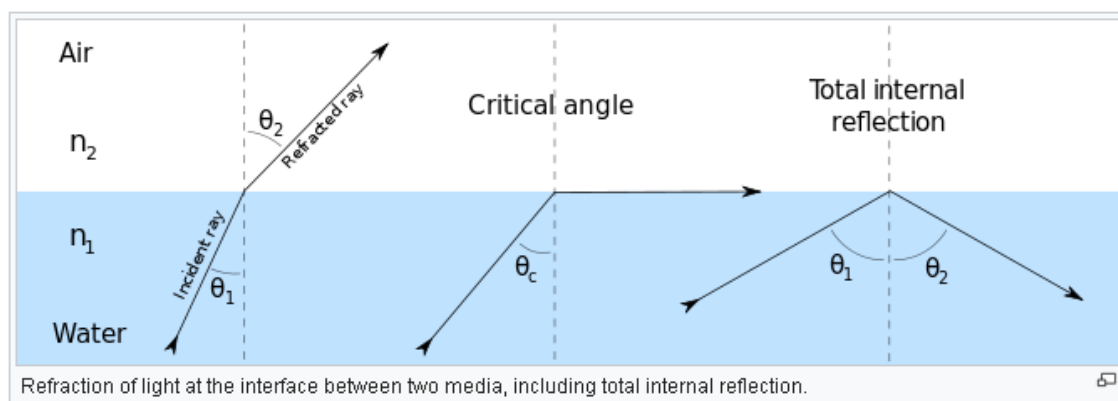 Air
n2
θ2
Refracted ray
Critical angle
Total internal
reflection
n1
Incident ray
θ1
θc
θ1
θ2
Water
Refraction of light at the interface between two media, including total internal reflection.